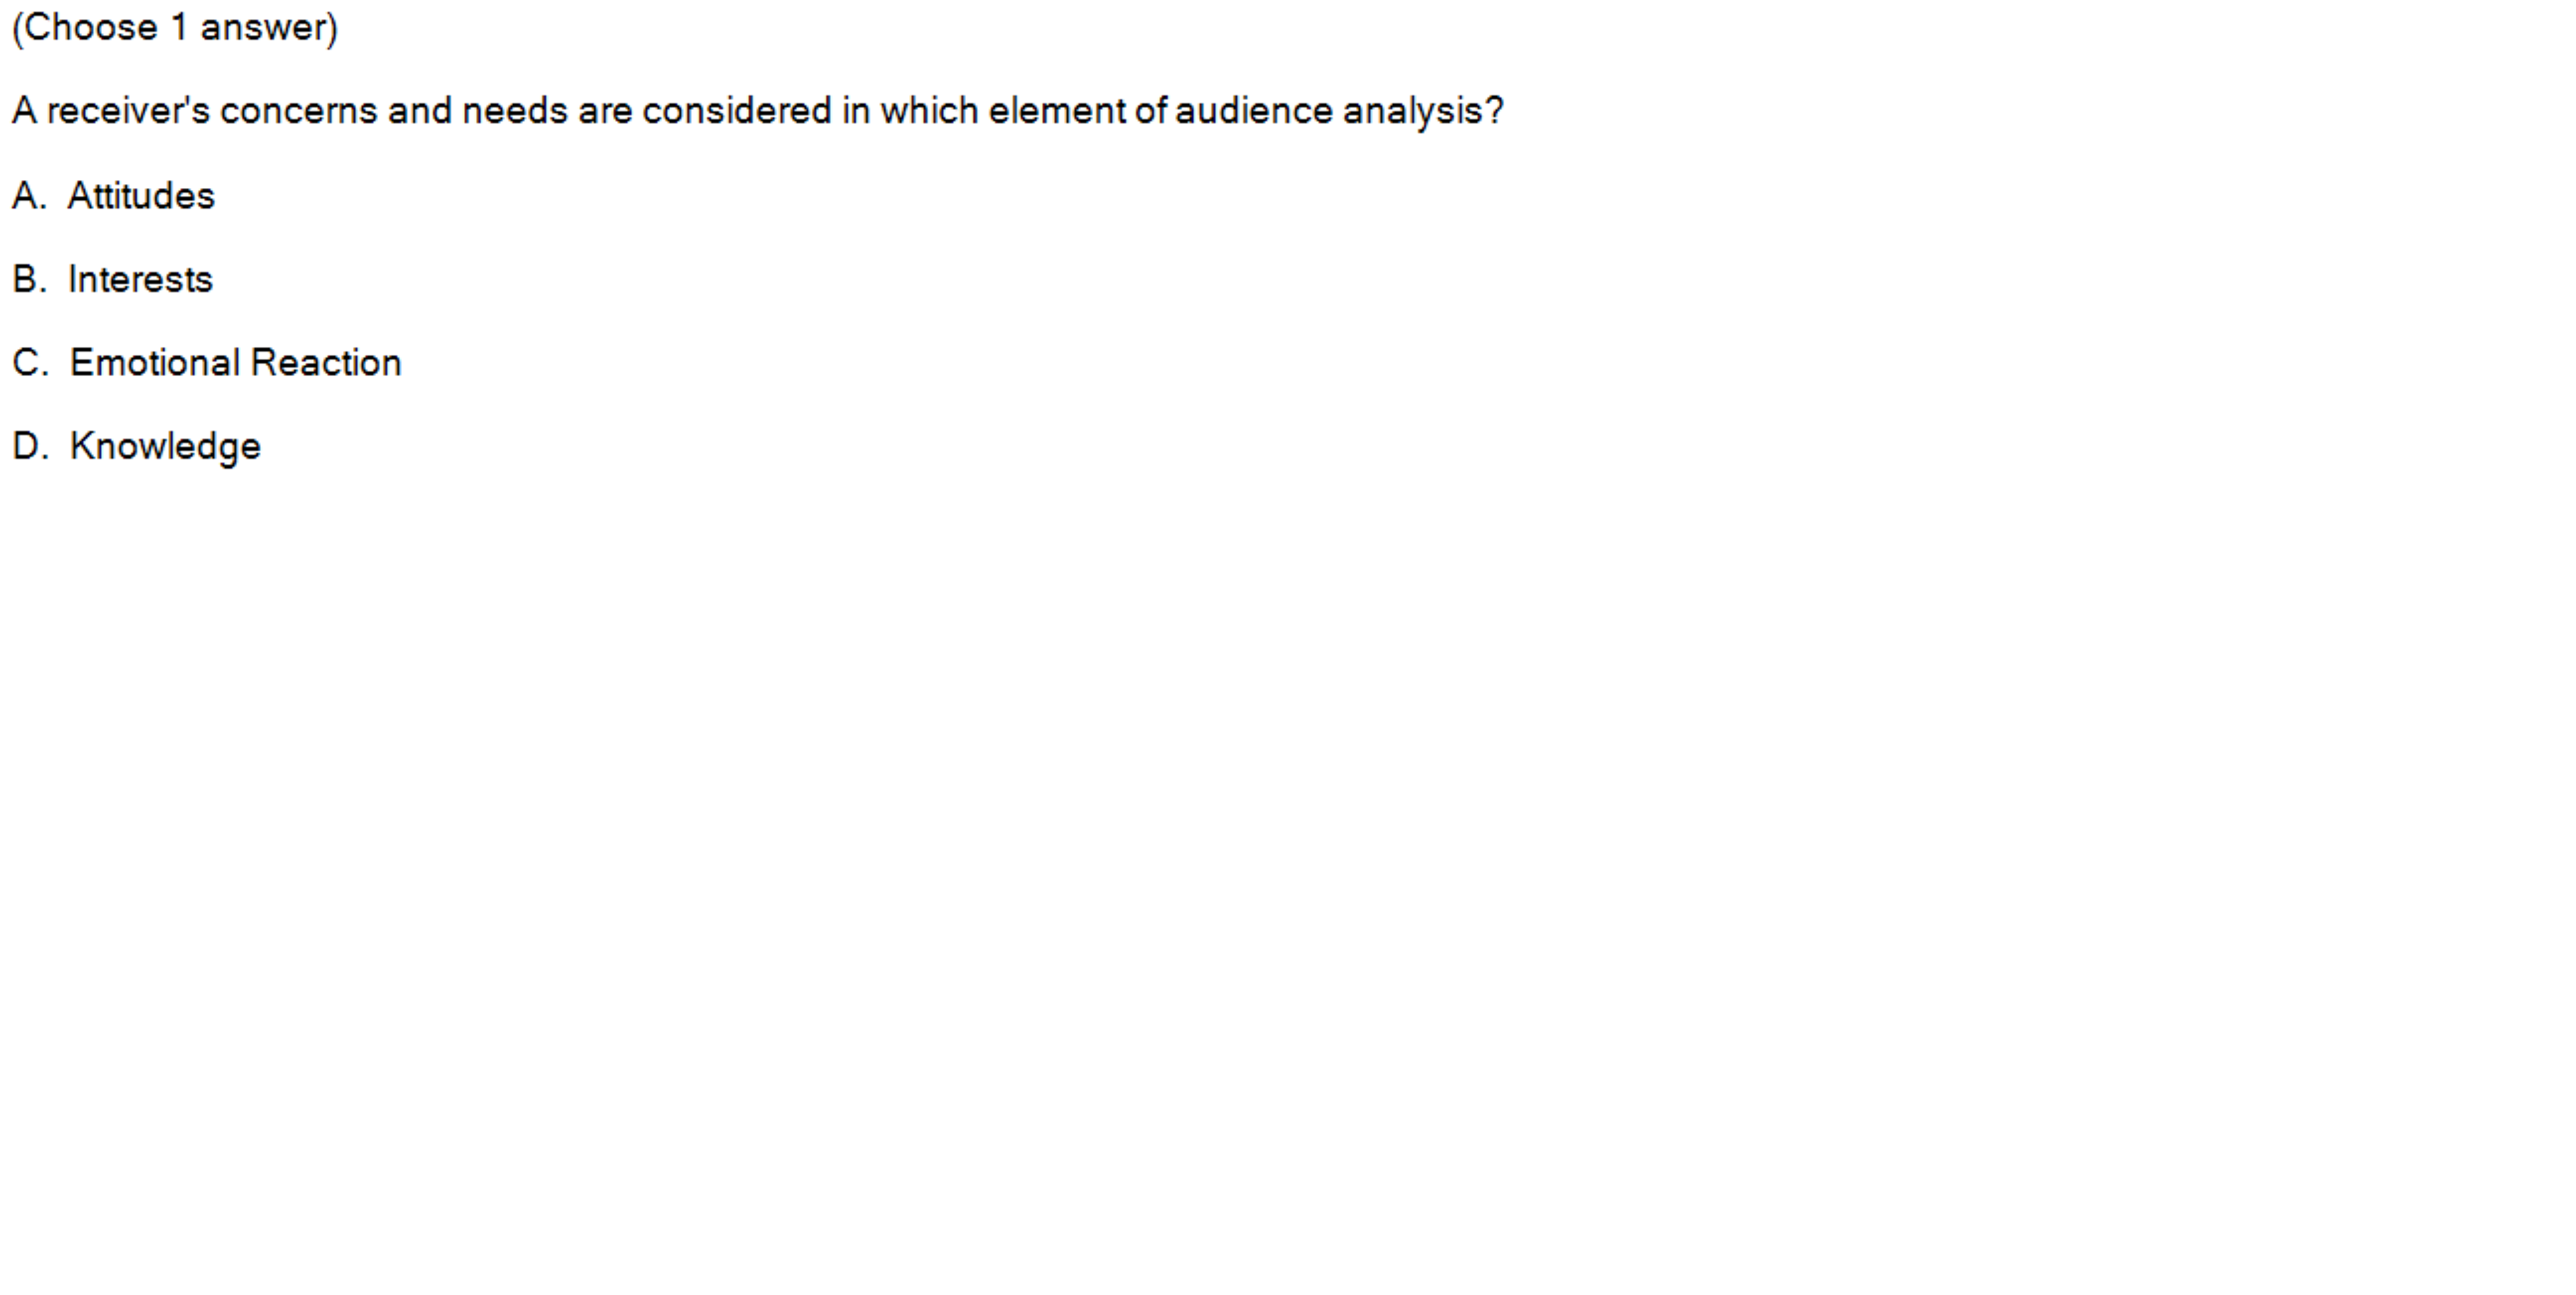 (Choose 1 answer)
A receiver's concerns and needs are considered in which element of audience analysis?
A. Attitudes
B. Interests
C. Emotional Reaction
D. Knowledge